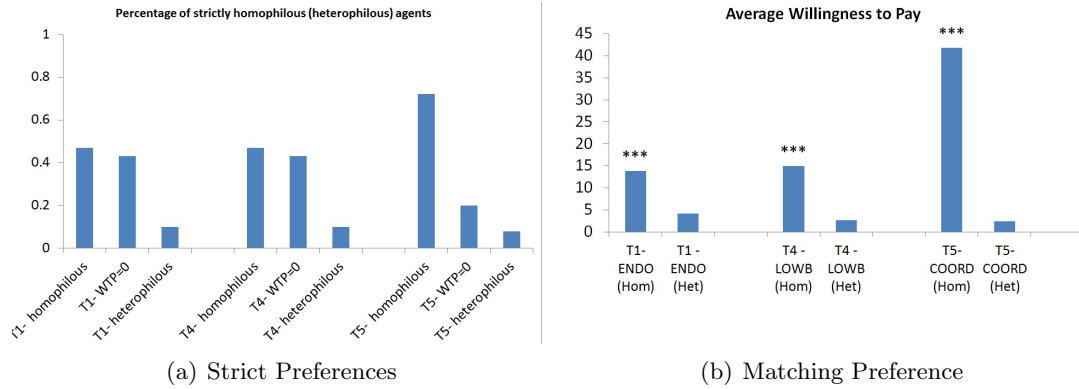 Percentage of strictly homophilous (heterophilous) agents
1
0.8
0.6
0.4
0.2
0
T1- homophilous
T1- WTP=0
T1- heterophilous
T4- homophilous
T4- WTP=0
T4- heterophilous
T5- homophilous
T5- WTP=0
T5- heterophilous
(a) Strict Preferences
Average Willingness to Pay
45
40
35
30
25
20
15
10
5
0
***
***
***
T1-
ENDO
(Hom)
T1 -
ENDO
(Het)
T4 -
LOWB
(Hom)
T4 -
LOWB
(Het)
T5-
COORD
(Hom)
T5-
COORD
(Het)
(b) Matching Preference